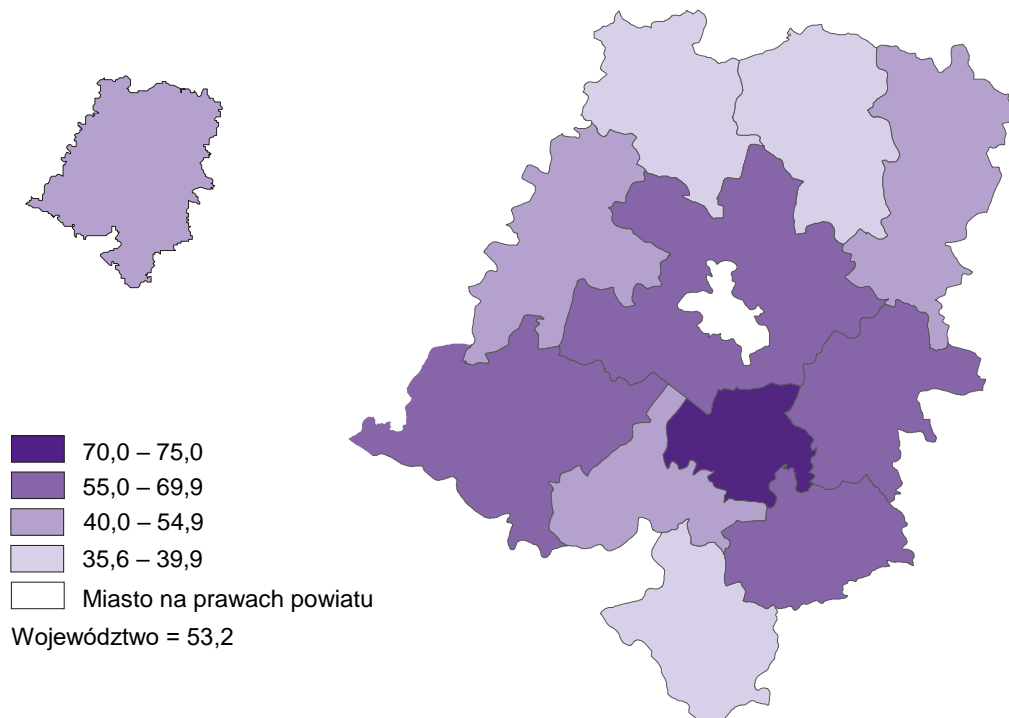 70,0 – 75,0
55,0 – 69,9
40,0 – 54,9
35,6 – 39,9
Miasto na prawach powiatu
Województwo = 53,2